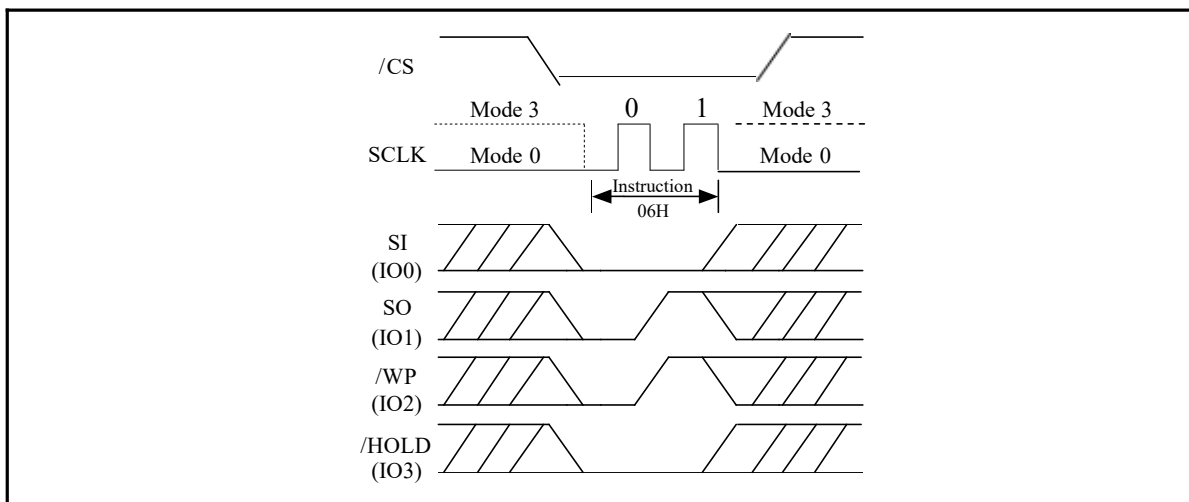 /CS
Mode 3 0 1 Mode 3
SCLK Mode 0 Mode 0
Instruction
06H
SI
(IO0)
SO
(IO1)
/WP
(IO2)
/HOLD
(IO3)